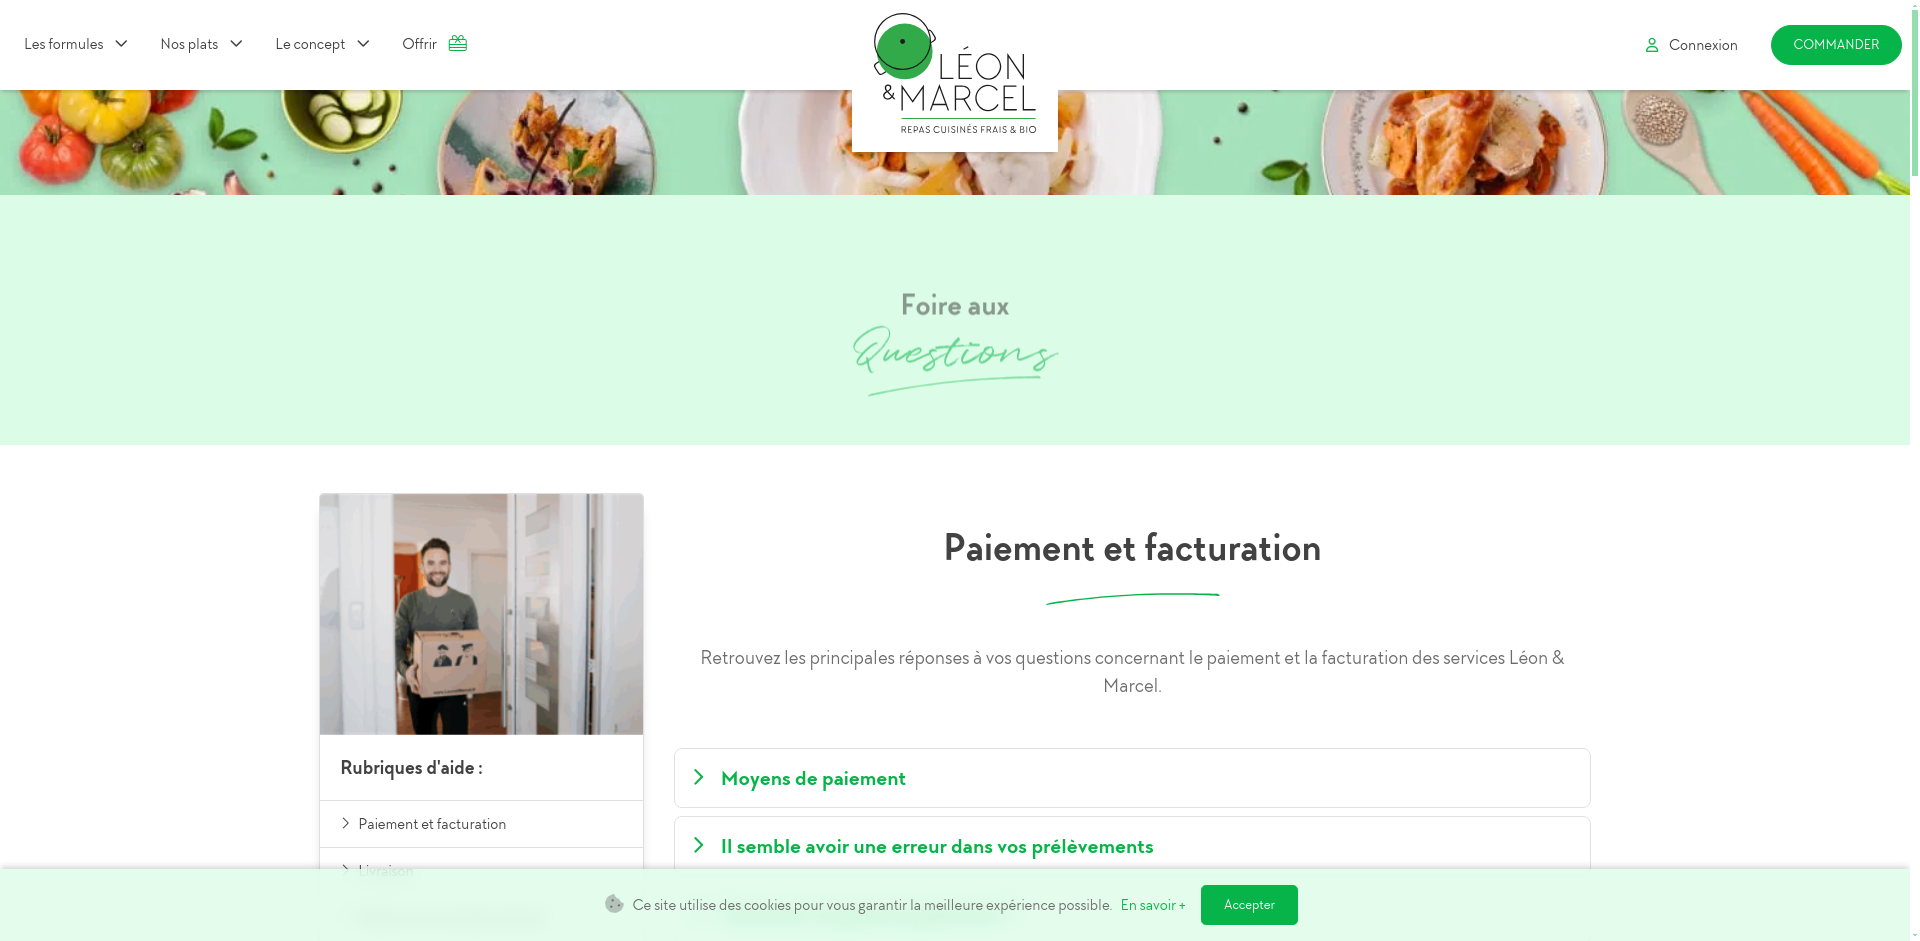 Les formules
Nos plats
Le concept
Offrir
LÉON
& MARCEL
REPAS CUISINÉS FRAIS & BIO
Connexion
COMMANDER
Foire aux
Questions
Paiement et facturation
Retrouvez les principales réponses à vos questions concernant le paiement et la facturation des services Léon &
Marcel.
Rubriques d'aide :
Paiement et facturation
Livraison
Moyens de paiement
Il semble avoir une erreur dans vos prélèvements
Ce site utilise des cookies pour vous garantir la meilleure expérience possible. En savoir +
Accepter